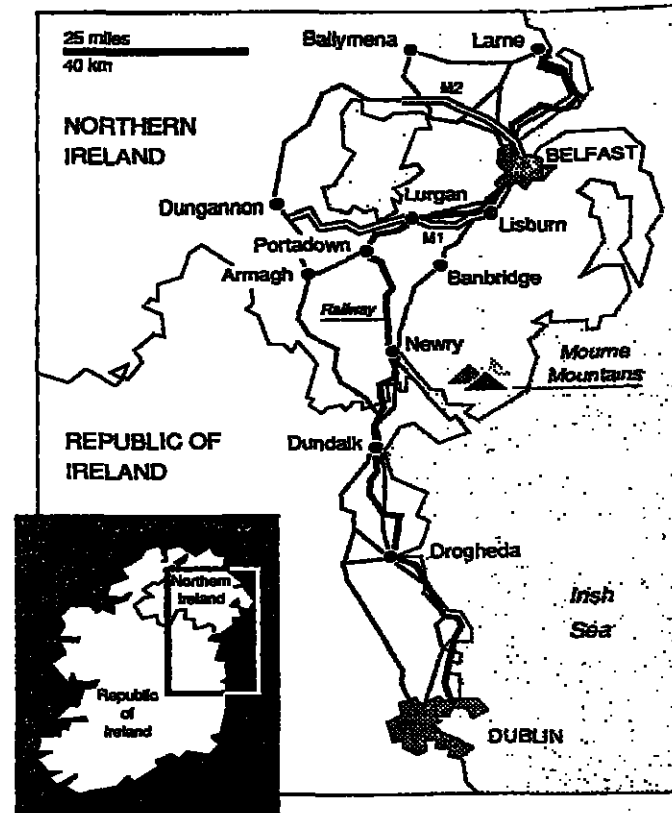 25 miles
40 km
Ballymena
Larne
M2
NORTHERN
IRELAND
BELFAST
Lurgan
Dungannon
Lisburn
M1
Portadown
Armagh
Banbridge
Railway
Newry
Mourne
Mountains
REPUBLIC OF
IRELAND
Dundalk
Drogheda
Northern
Ireland
Irish
Sea
Republic
of
Ireland
DUBLIN